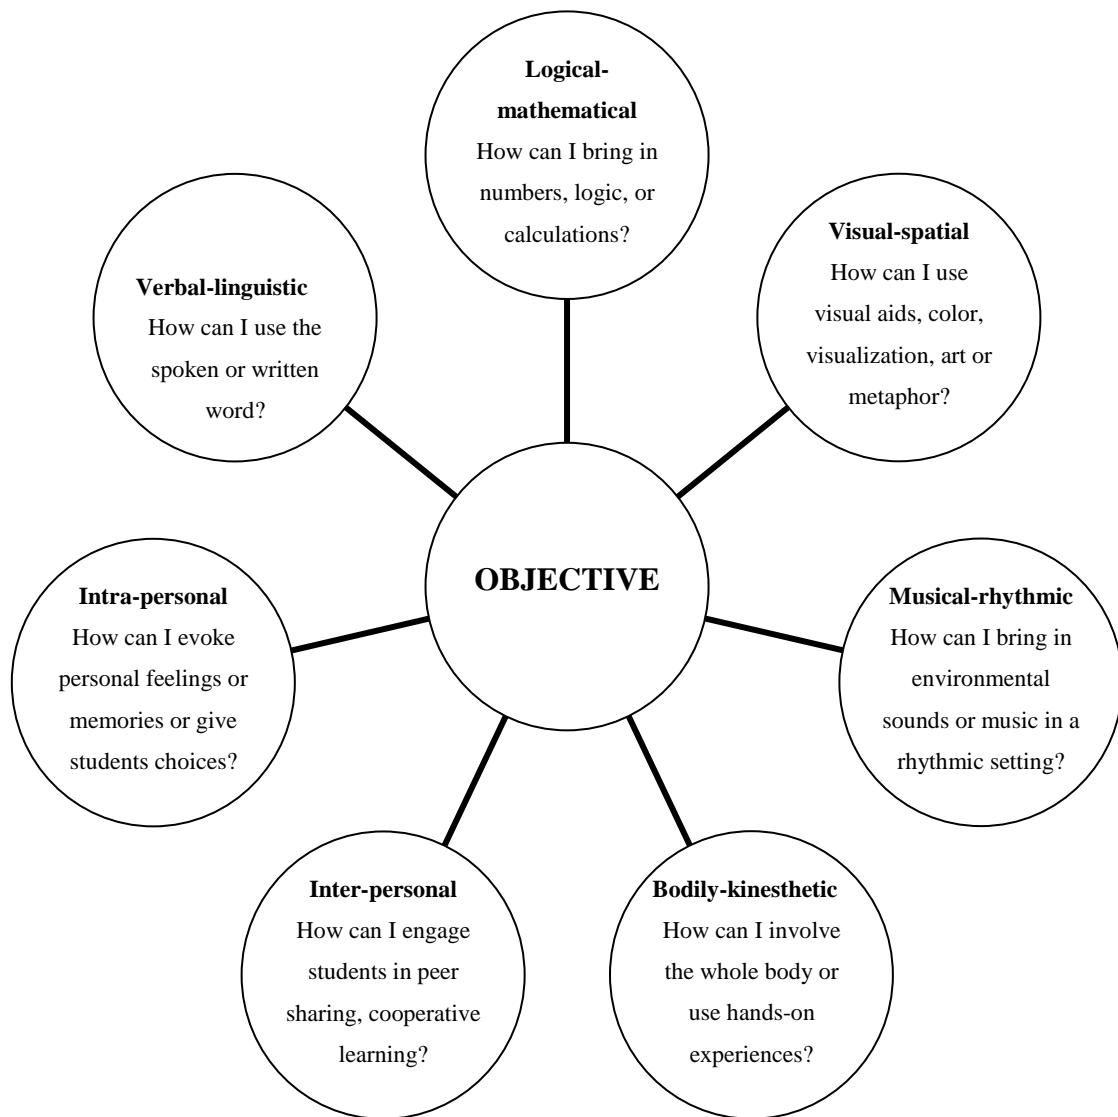 Logical-
mathematical
How can I bring in
numbers, logic, or
calculations?
Visual-spatial
How can I use
visual aids, color,
visualization, art or
metaphor?
Verbal-linguistic
How can I use the
spoken or written
word?
OBJECTIVE
Intra-personal
How can I evoke
personal feelings or
memories or give
students choices?
Musical-rhythmic
How can I bring in
environmental
sounds or music in a
rhythmic setting?
Inter-personal
How can I engage
students in peer
sharing, cooperative
learning?
Bodily-kinesthetic
How can I involve
the whole body or
use hands-on
experiences?